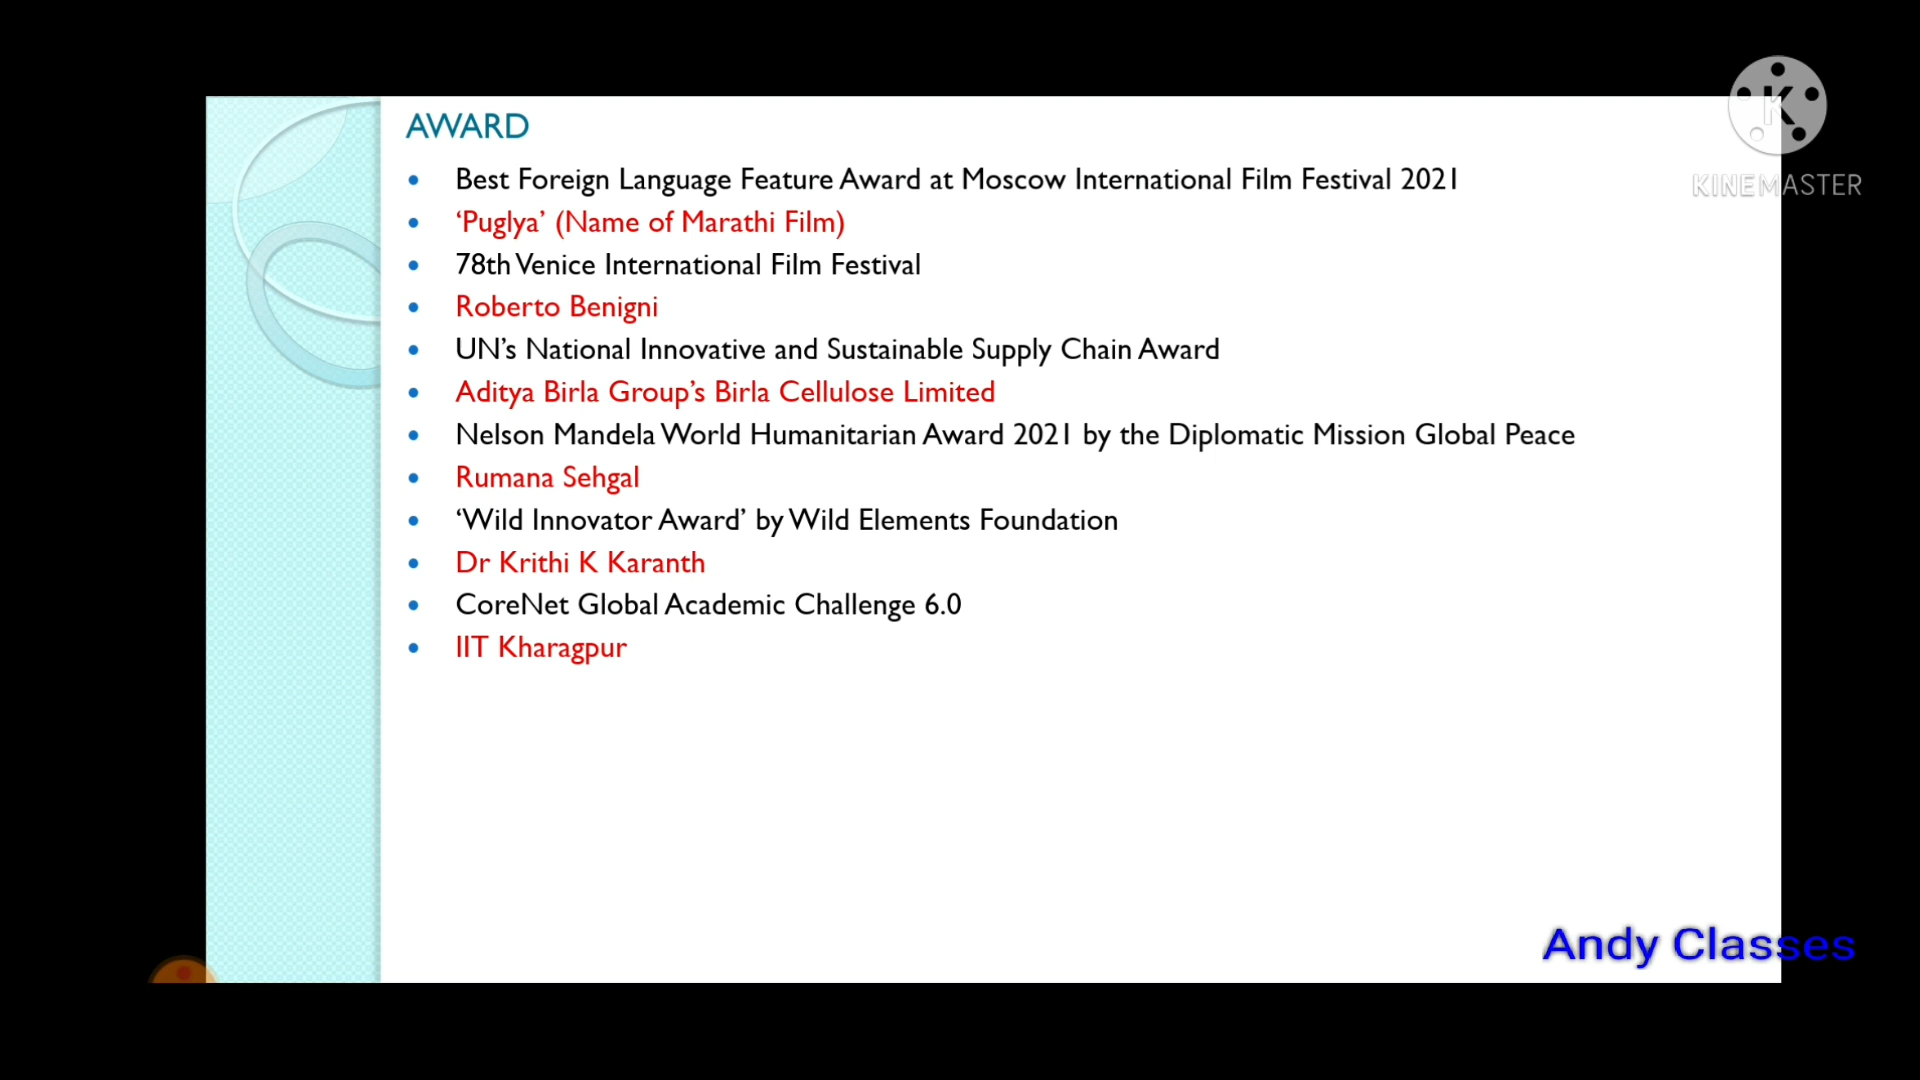 AWARD
Best Foreign Language Feature Award at Moscow International Film Festival 2021
‘Puglya’ (Name of Marathi Film)
78th Venice International Film Festival
Roberto Benigni
UN’s National Innovative and Sustainable Supply Chain Award
Aditya Birla Group’s Birla Cellulose Limited
Nelson Mandela World Humanitarian Award 2021 by the Diplomatic Mission Global Peace
Rumana Sehgal
‘Wild Innovator Award’ by Wild Elements Foundation
Dr Krithi K Karanth
CoreNet Global Academic Challenge 6.0
IIT Kharagpur
K
KINEMASTER
Andy Classes